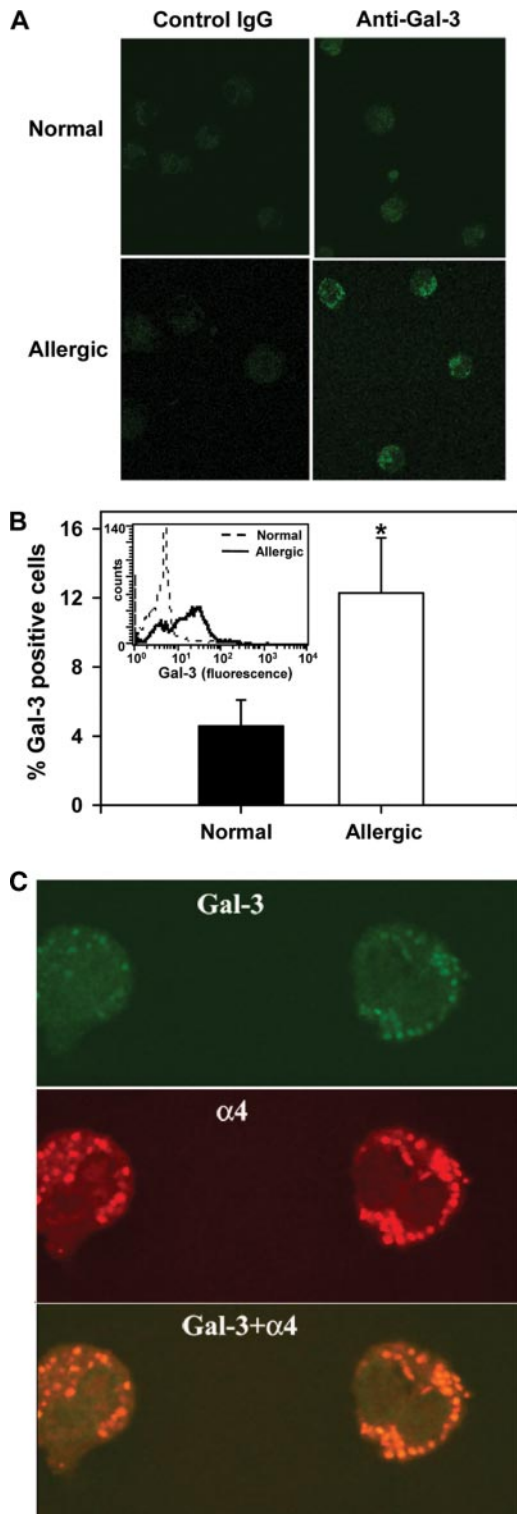 A
Control IgG Anti-Gal-3
Normal
Allergic
B
% Gal-3 positive cells
16
12
8
4
0
140
counts
0
Normal
Allergic
10⁰ 10¹ 10² 10³ 10⁴
Gal-3 (fluorescence)
*
Normal Allergic
C
Gal-3
α4
Gal-3+α4